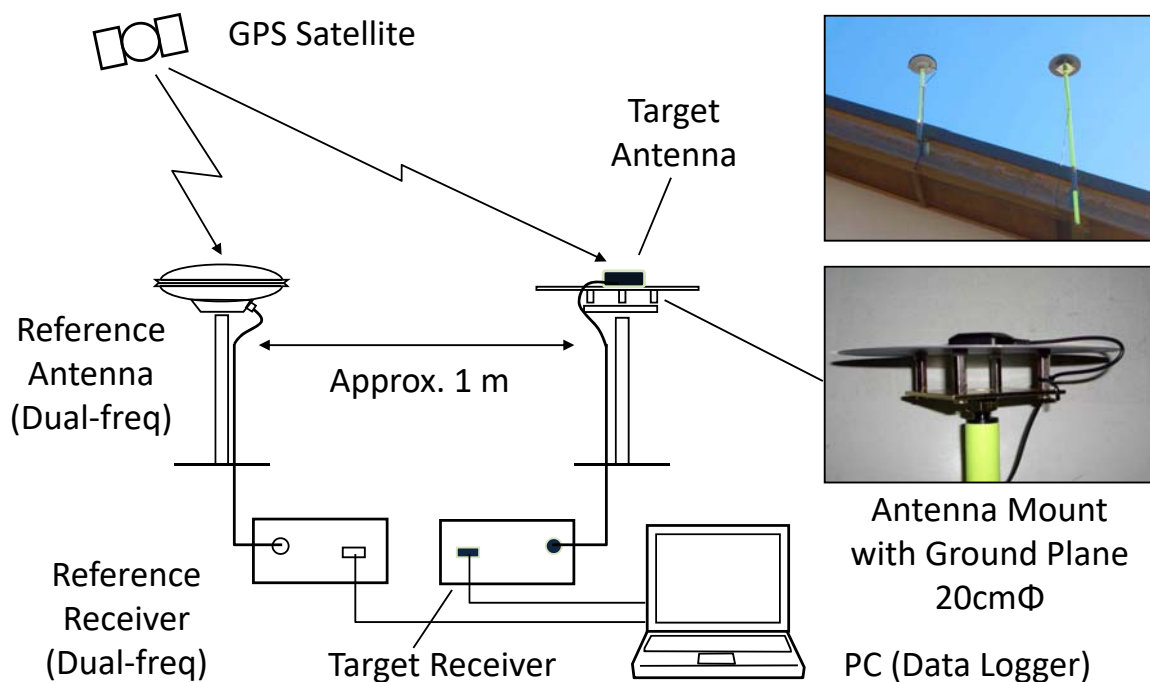 GPS Satellite
Target
Antenna
Reference
Antenna
(Dual-freq)
Approx. 1 m
Antenna Mount
with Ground Plane
20cmΦ
Reference
Receiver
(Dual-freq)
Target Receiver
PC (Data Logger)